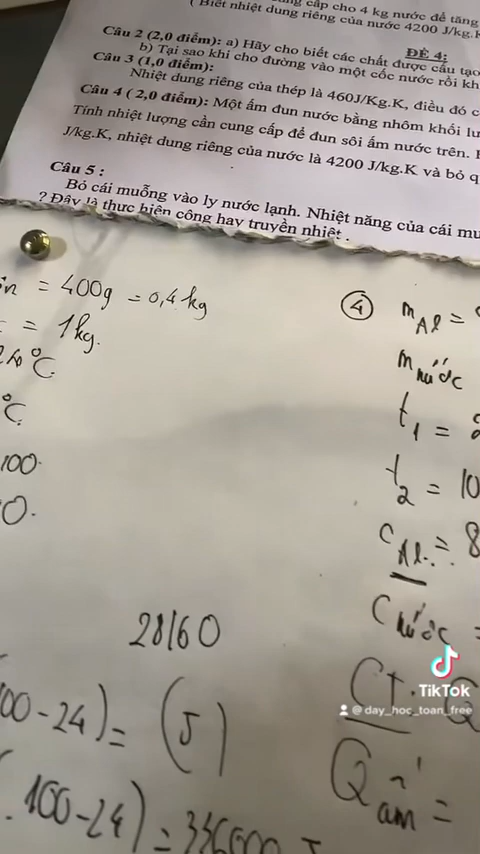 cấp cho 4 kg nước để tăng
( Biết nhiệt dung riêng của nước 4200 J/kg.
ĐỀ 4:
Câu 2 (2,0 điểm): a) Hãy cho biết các chất được cấu tạo
b) Tại sao khi cho đường vào một cốc nước rồi
Câu 3 (1,0 điểm):
Nhiệt dung riêng của thép là 460J/Kg.K, điều đó
Câu 4 ( 2,0 điểm): Một ấm đun nước bằng nhôm khối
Tính nhiệt lượng cần cung cấp để đun sôi ấm nước trên.
J/kg.K, nhiệt dung riêng của nước là 4200 J/kg.K và bỏ
Câu 5 :
Bỏ cái muỗng vào ly nước lạnh. Nhiệt năng của cái
? Đây là thực hiện công hay truyền nhiệt .
= 400g = 0,4 kg
= 1 kg.
°C
°C
100
0.
28160
00 - 24) = (J)
. 100 - 24) =
④ mAl =
mnước
t1 =
t2 = 10
cAl = 8
cnước =
Qấm =
TikTok
@day_hoc_toan_free